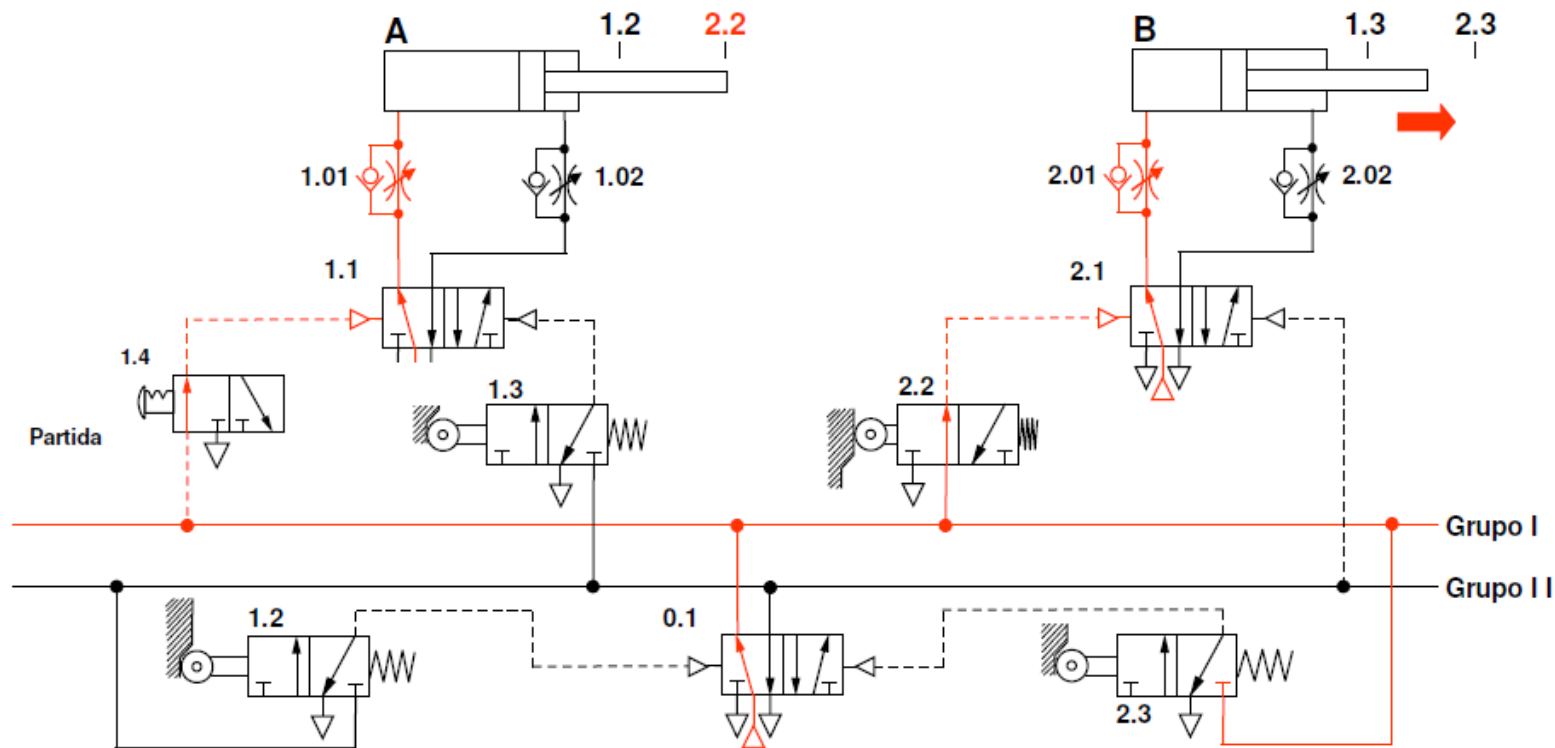 A 1.2 2.2 B 1.3 2.3
1.01 1.02 2.01 2.02
1.1 2.1
1.4 1.3 2.2
Partida
Grupo I
Grupo I I
1.2 0.1 2.3